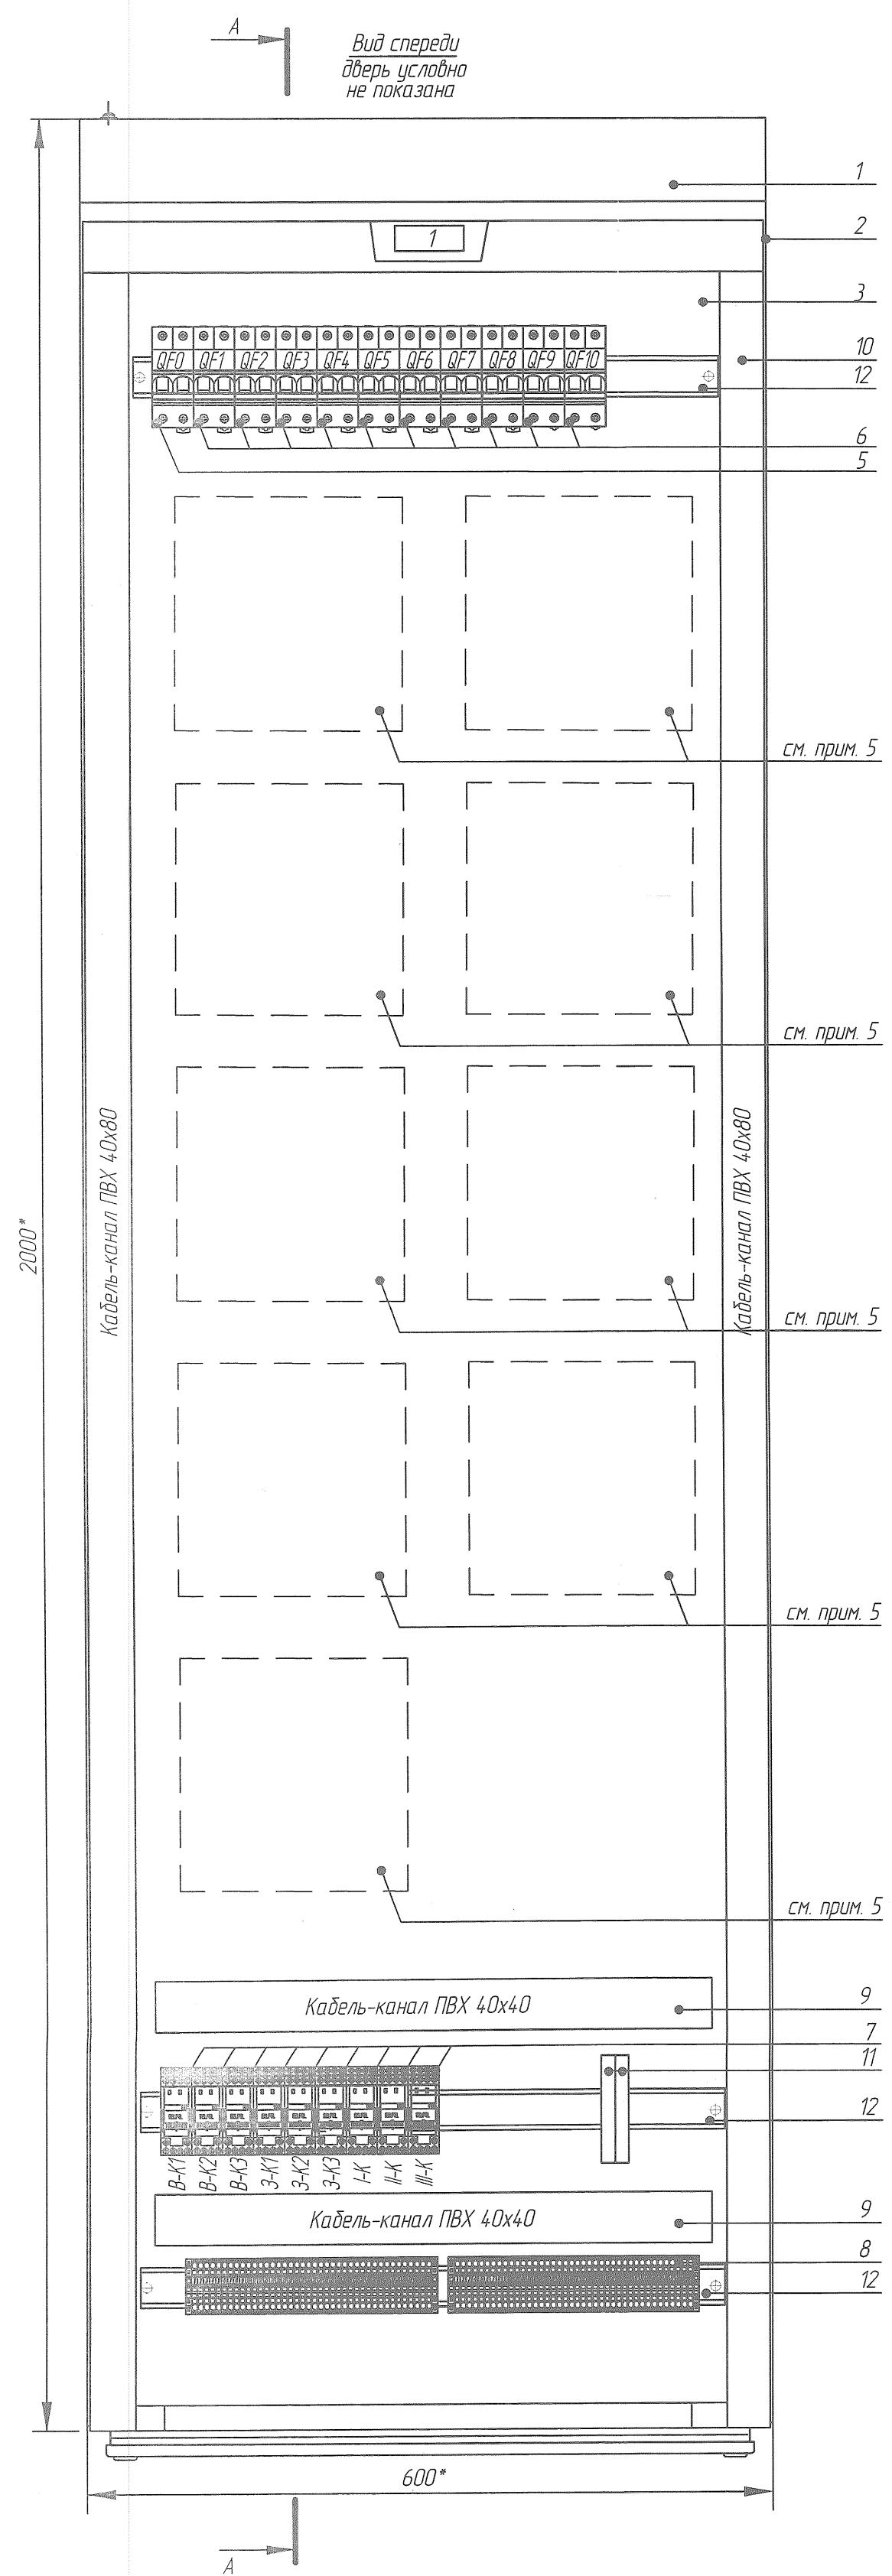 А
Вид спереди
дверь условно
не показана
1
2
1
3
10
12
QF0 QF1 QF2 QF3 QF4 QF5 QF6 QF7 QF8 QF9 QF10
6
5
см. прим. 5
см. прим. 5
Кабель-канал ПВХ 40х80
Кабель-канал ПВХ 40х80
2000*
см. прим. 5
см. прим. 5
см. прим. 5
Кабель-канал ПВХ 40х40
9
7
11
12
В-К1
В-К2
В-К3
Э-К1
Э-К2
Э-К3
I-К
II-К
III-К
Кабель-канал ПВХ 40х40
9
8
12
600*
А